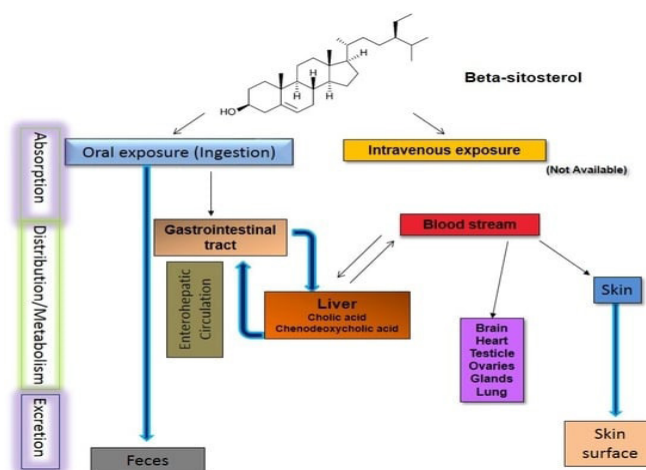 Beta-sitosterol
HO
H
H
H
H
Absorption
Oral exposure (Ingestion)
Intravenous exposure
(Not Available)
Distribution/Metabolism
Gastrointestinal
tract
Blood stream
Enterohepatic
Circulation
Liver
Cholic acid
Chenodeoxycholic acid
Skin
Brain
Heart
Testicle
Ovaries
Glands
Lung
Excretion
Feces
Skin
surface